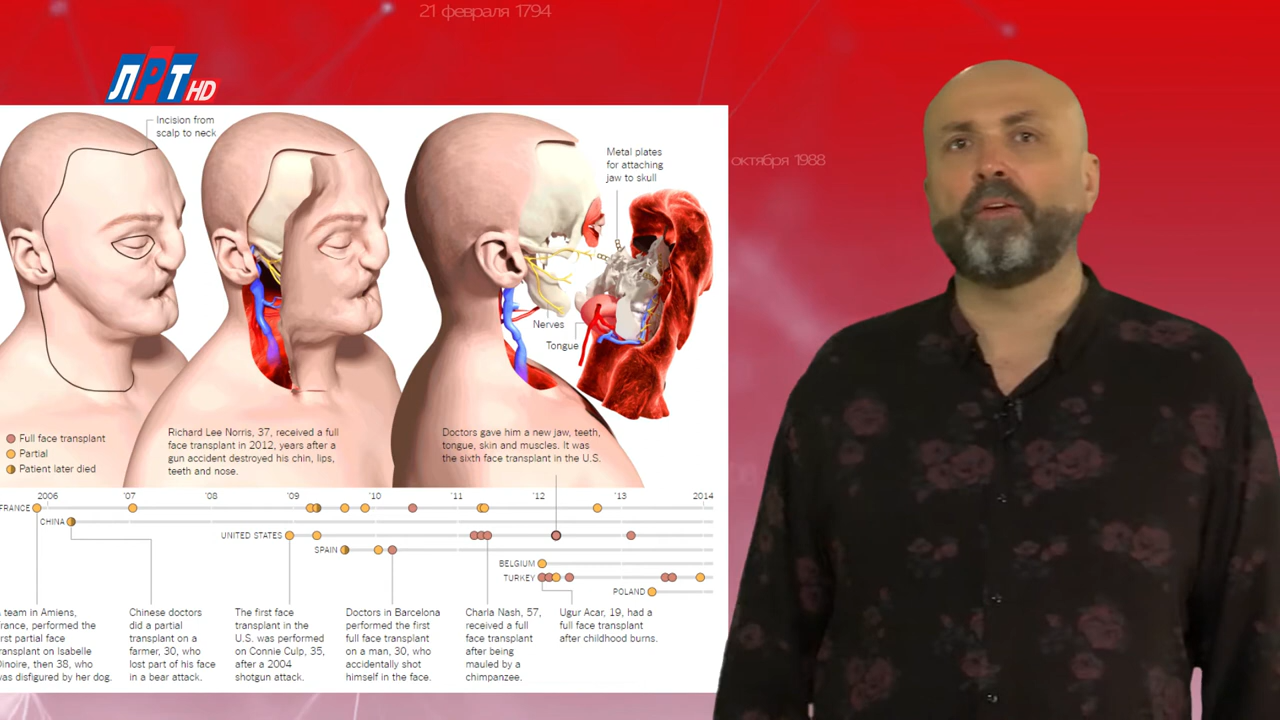 21 февраля 1794
ЛРТ HD
октября 1988
Incision from
scalp to neck
Metal plates
for attaching
jaw to skull
Nerves
Tongue
Full face transplant
Partial
Patient later died
Richard Lee Norris, 37, received a full
face transplant in 2012, years after a
gun accident destroyed his chin, lips,
teeth and nose.
Doctors gave him a new jaw, teeth,
tongue, skin and muscles. It was
the sixth face transplant in the U.S.
2006 '07 '08 '09 '10 '11 '12 '13 2014
FRANCE
CHINA
UNITED STATES
SPAIN
BELGIUM
TURKEY
POLAND
team in Amiens,
rance, performed the
rst partial face
ransplant on Isabelle
Dinoire, then 38, who
was disfigured by her dog.
Chinese doctors
did a partial
transplant on a
farmer, 30, who
lost part of his face
in a bear attack.
The first face
transplant in the
U.S. was performed
on Connie Culp, 35,
after a 2004
shotgun attack.
Doctors in Barcelona
performed the first
full face transplant
on a man, 30, who
accidentally shot
himself in the face.
Charla Nash, 57,
received a full
face transplant
after being
mauled by a
chimpanzee.
Ugur Acar, 19, had a
full face transplant
after childhood burns.